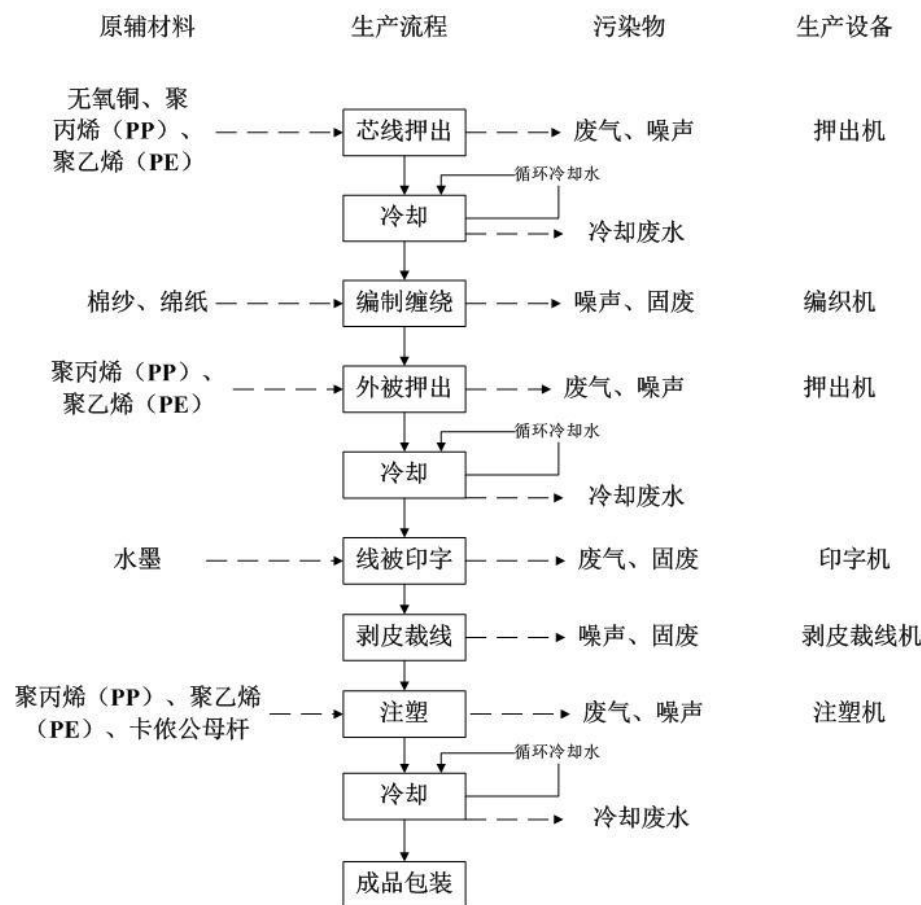 原辅材料 生产流程 污染物 生产设备
无氧铜、聚
丙烯（PP）、
聚乙烯（PE）
芯线押出
废气、噪声
押出机
循环冷却水
冷却
冷却废水
棉纱、绵纸
编制缠绕
噪声、固废
编织机
聚丙烯（PP）、
聚乙烯（PE）
外被押出
废气、噪声
押出机
循环冷却水
冷却
冷却废水
水墨
线被印字
废气、固废
印字机
剥皮裁线
噪声、固废
剥皮裁线机
聚丙烯（PP）、聚乙烯
（PE）、卡侬公母杆
注塑
废气、噪声
注塑机
循环冷却水
冷却
冷却废水
成品包装